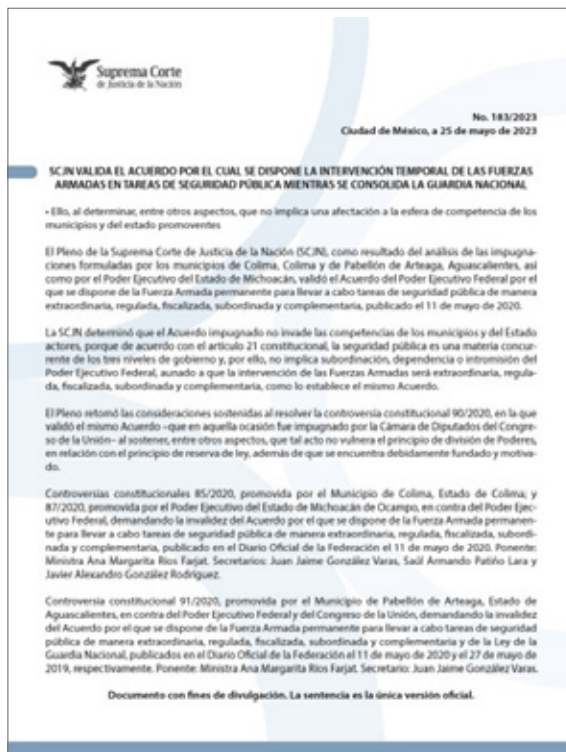 Suprema Corte
de Justicia de la Nación
No. 183/2023
Ciudad de México, a 25 de mayo de 2023
SCJN VALIDA EL ACUERDO POR EL CUAL SE DISPONE LA INTERVENCIÓN TEMPORAL DE LAS FUERZAS
ARMADAS EN TAREAS DE SEGURIDAD PÚBLICA MIENTRAS SE CONSOLIDA LA GUARDIA NACIONAL
• Ello, al determinar, entre otros aspectos, que no implica una afectación a la esfera de competencia de los
municipios y del estado promoventes
El Pleno de la Suprema Corte de Justicia de la Nación (SCJN), como resultado del análisis de las impugna-
ciones formuladas por los municipios de Colima, Colima y de Pabellón de Arteaga, Aguascalientes, así
como por el Poder Ejecutivo del Estado de Michoacán, validó el Acuerdo del Poder Ejecutivo Federal por el
que se dispone de la Fuerza Armada permanente para llevar a cabo tareas de seguridad pública de manera
extraordinaria, regulada, fiscalizada, subordinada y complementaria, publicado el 11 de mayo de 2020.
La SCJN determinó que el Acuerdo impugnado no invade las competencias de los municipios y del Estado
actores, porque de acuerdo con el artículo 21 constitucional, la seguridad pública es una materia concur-
rente de los tres niveles de gobierno y, por ello, no implica subordinación, dependencia o intromisión del
Poder Ejecutivo Federal, aunado a que la intervención de las Fuerzas Armadas será extraordinaria, regula-
da, fiscalizada, subordinada y complementaria, como lo establece el mismo Acuerdo.
El Pleno retomó las consideraciones sostenidas al resolver la controversia constitucional 90/2020, en la que
validó el mismo Acuerdo –que en aquella ocasión fue impugnado por la Cámara de Diputados del Congre-
so de la Unión– al sostener, entre otros aspectos, que tal acto no vulnera el principio de división de Poderes,
en relación con el principio de reserva de ley, además de que se encuentra debidamente fundado y motiva-
do.
Controversias constitucionales 85/2020, promovida por el Municipio de Colima, Estado de Colima; y
87/2020, promovida por el Poder Ejecutivo del Estado de Michoacán de Ocampo, en contra del Poder Ejec-
utivo Federal, demandando la invalidez del Acuerdo por el que se dispone de la Fuerza Armada permanen-
te para llevar a cabo tareas de seguridad pública de manera extraordinaria, regulada, fiscalizada, subordi-
nada y complementaria, publicado en el Diario Oficial de la Federación el 11 de mayo de 2020. Ponente:
Ministra Ana Margarita Ríos Farjat. Secretarios: Juan Jaime González Varas, Saúl Armando Patiño Lara y
Javier Alexandro González Rodríguez.
Controversia constitucional 91/2020, promovida por el Municipio de Pabellón de Arteaga, Estado de
Aguascalientes, en contra del Poder Ejecutivo Federal y del Congreso de la Unión, demandando la invalidez
del Acuerdo por el que se dispone de la Fuerza Armada permanente para llevar a cabo tareas de seguridad
pública de manera extraordinaria, regulada, fiscalizada, subordinada y complementaria y de la Ley de la
Guardia Nacional, publicados en el Diario Oficial de la Federación el 11 de mayo de 2020 y el 27 de mayo de
2019, respectivamente. Ponente: Ministra Ana Margarita Ríos Farjat. Secretario: Juan Jaime González Varas.
Documento con fines de divulgación. La sentencia es la única versión oficial.